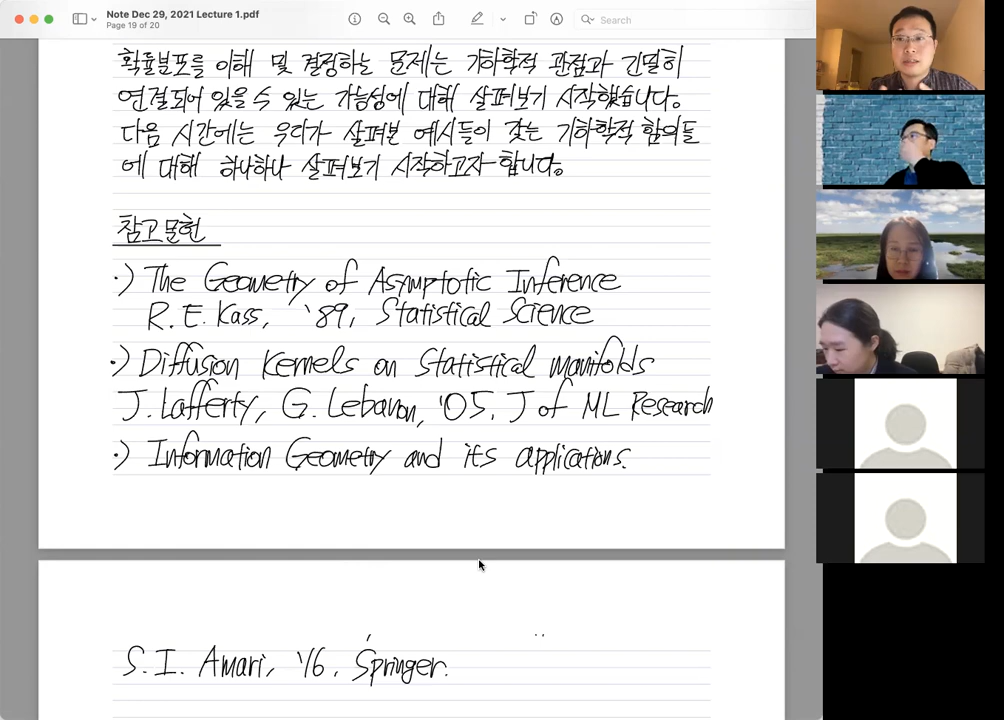 Note Dec 29, 2021 Lecture 1.pdf
Page 19 of 20
Search
확률분포를 이해 및 결정하는 문제는 기하학적 관점과 긴밀히
연결되어 있을 수 있는 가능성에 대해 살펴보기 시작했습니다.
다음 시간에는 우리가 살펴본 예시들이 갖는 기하학적 함의들
에 대해 하나하나 살펴보기 시작하고자 합니다.
참고문헌
·) The Geometry of Asymptotic Inference
R. E. Kass, '89, Statistical Science
·) Diffusion Kernels on Statistical manifolds
J. Lafferty, G. Lebanon, '05. J of ML Research
·) Information Geometry and its applications.
S. I. Amari, '16, Springer.